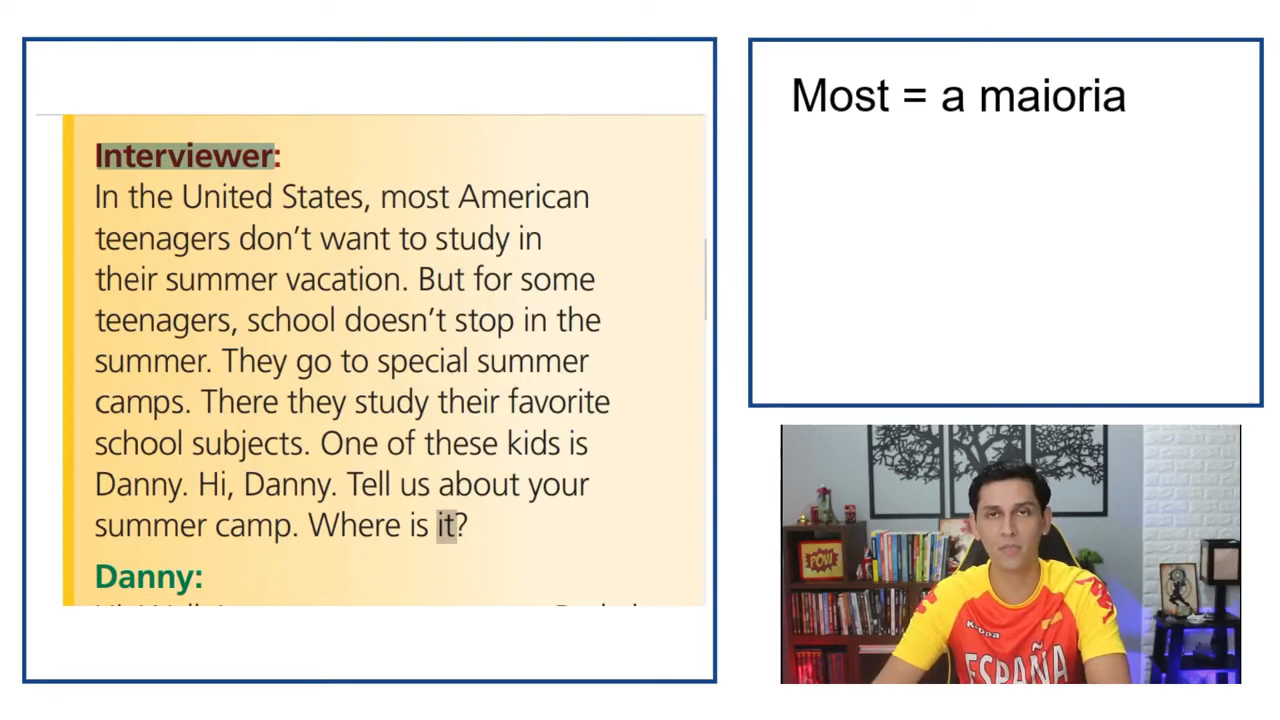 Interviewer:
In the United States, most American
teenagers don't want to study in
their summer vacation. But for some
teenagers, school doesn't stop in the
summer. They go to special summer
camps. There they study their favorite
school subjects. One of these kids is
Danny. Hi, Danny. Tell us about your
summer camp. Where is it?
Danny:
Most = a maioria
POW
Kappa
ESPAÑA